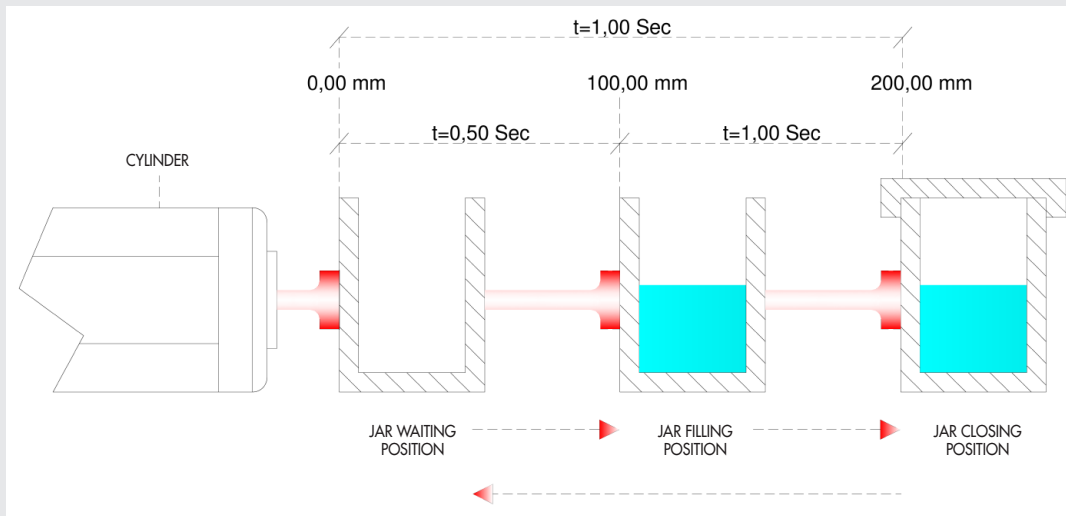 t=1,00 Sec
0,00 mm
100,00 mm
200,00 mm
t=0,50 Sec
t=1,00 Sec
CYLINDER
JAR WAITING
POSITION
JAR FILLING
POSITION
JAR CLOSING
POSITION